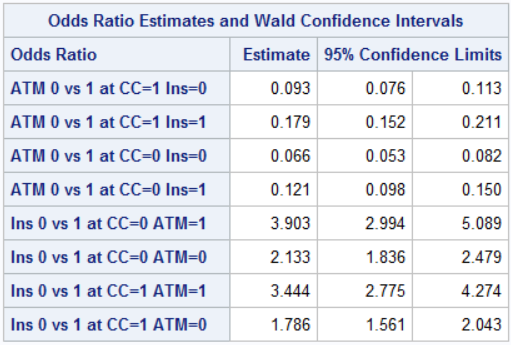 Odds Ratio Estimates and Wald Confidence Intervals
Odds Ratio Estimate 95% Confidence Limits
ATM 0 vs 1 at CC=1 Ins=0 0.093 0.076 0.113
ATM 0 vs 1 at CC=1 Ins=1 0.179 0.152 0.211
ATM 0 vs 1 at CC=0 Ins=0 0.066 0.053 0.082
ATM 0 vs 1 at CC=0 Ins=1 0.121 0.098 0.150
Ins 0 vs 1 at CC=0 ATM=1 3.903 2.994 5.089
Ins 0 vs 1 at CC=0 ATM=0 2.133 1.836 2.479
Ins 0 vs 1 at CC=1 ATM=1 3.444 2.775 4.274
Ins 0 vs 1 at CC=1 ATM=0 1.786 1.561 2.043